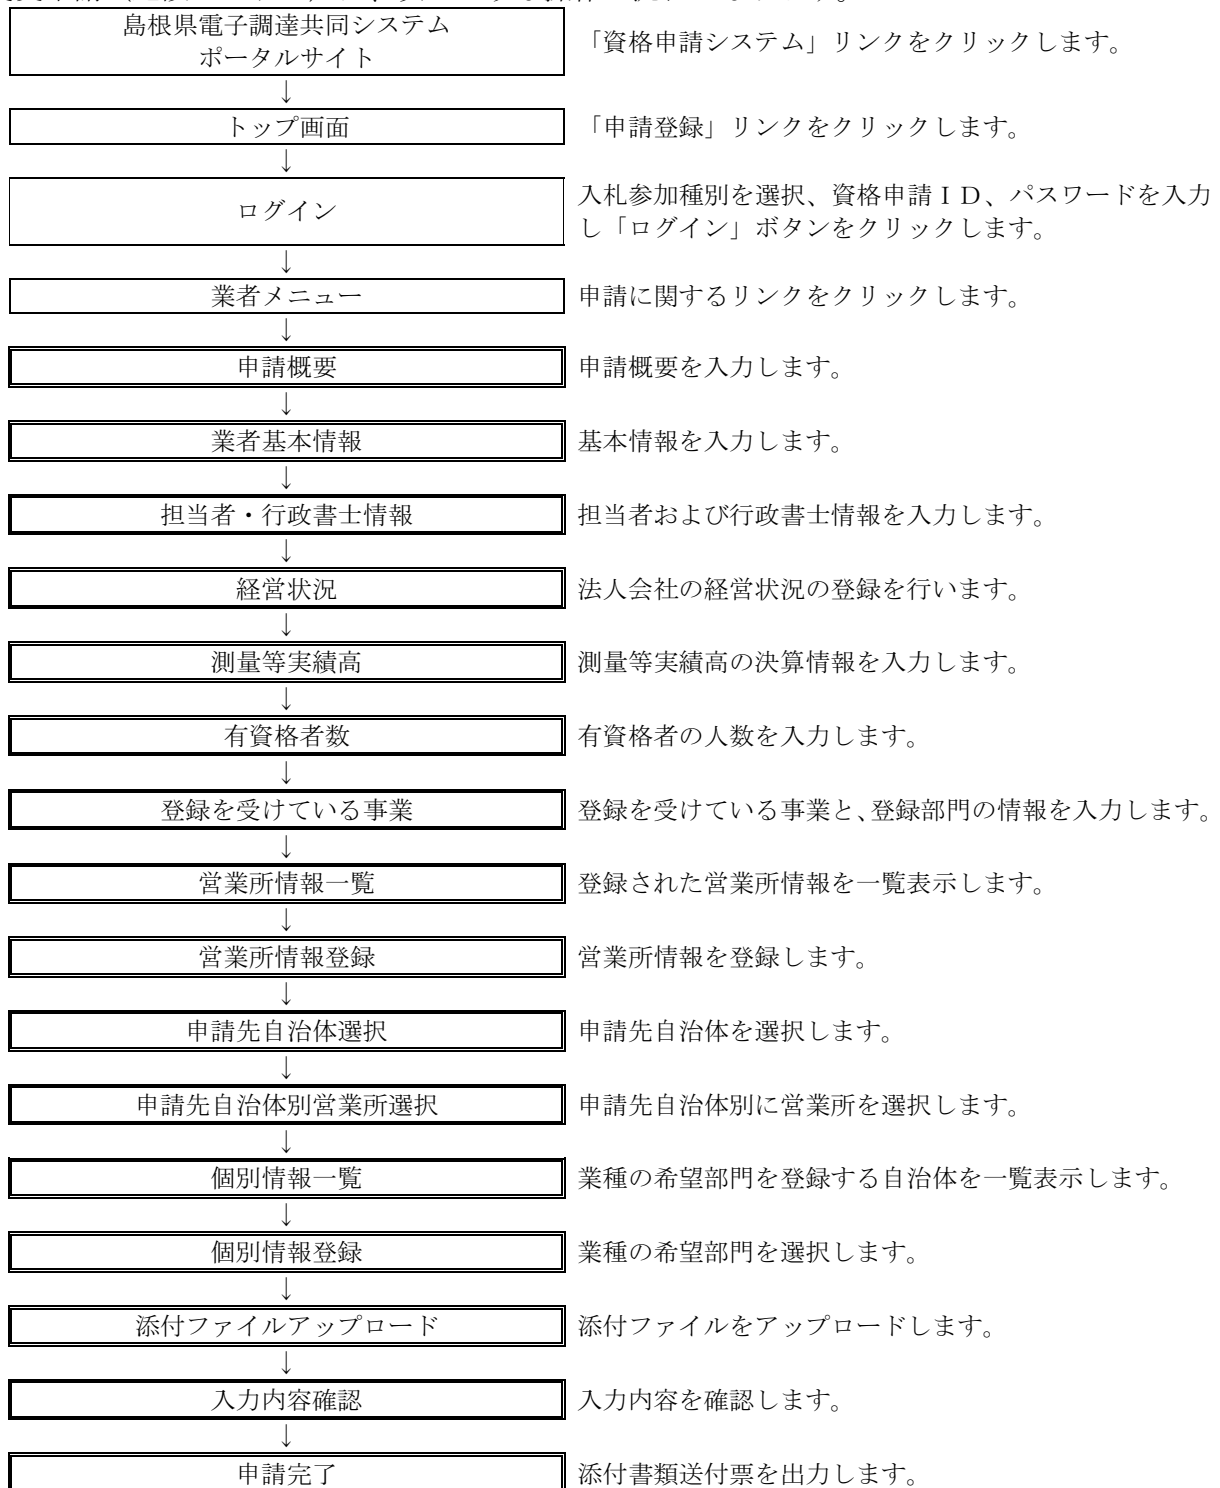 島根県電子調達共同システム
ポータルサイト
「資格申請システム」リンクをクリックします。
↓
トップ画面
「申請登録」リンクをクリックします。
↓
ログイン
入札参加種別を選択、資格申請ＩＤ、パスワードを入力
し「ログイン」ボタンをクリックします。
↓
業者メニュー
申請に関するリンクをクリックします。
↓
申請概要
申請概要を入力します。
↓
業者基本情報
基本情報を入力します。
↓
担当者・行政書士情報
担当者および行政書士情報を入力します。
↓
経営状況
法人会社の経営状況の登録を行います。
↓
測量等実績高
測量等実績高の決算情報を入力します。
↓
有資格者数
有資格者の人数を入力します。
↓
登録を受けている事業
登録を受けている事業と、登録部門の情報を入力します。
↓
営業所情報一覧
登録された営業所情報を一覧表示します。
↓
営業所情報登録
営業所情報を登録します。
↓
申請先自治体選択
申請先自治体を選択します。
↓
申請先自治体別営業所選択
申請先自治体別に営業所を選択します。
↓
個別情報一覧
業種の希望部門を登録する自治体を一覧表示します。
↓
個別情報登録
業種の希望部門を選択します。
↓
添付ファイルアップロード
添付ファイルをアップロードします。
↓
入力内容確認
入力内容を確認します。
↓
申請完了
添付書類送付票を出力します。